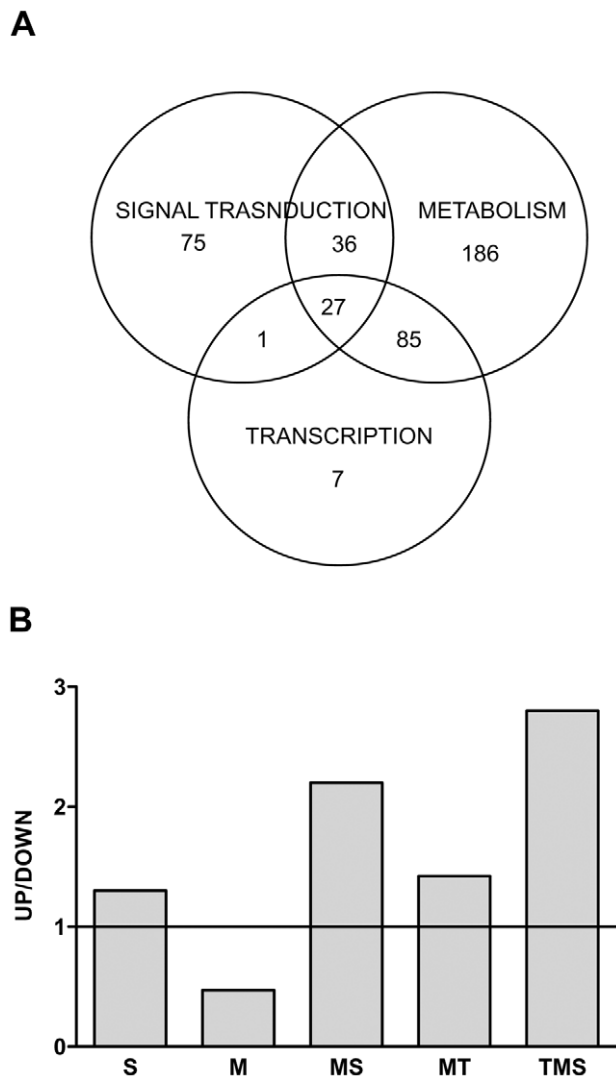 A
SIGNAL TRASNDUCTION METABOLISM
75 36 186
27
1 85
TRANSCRIPTION
7
B
3
2
1
0
UP/DOWN
S M MS MT TMS